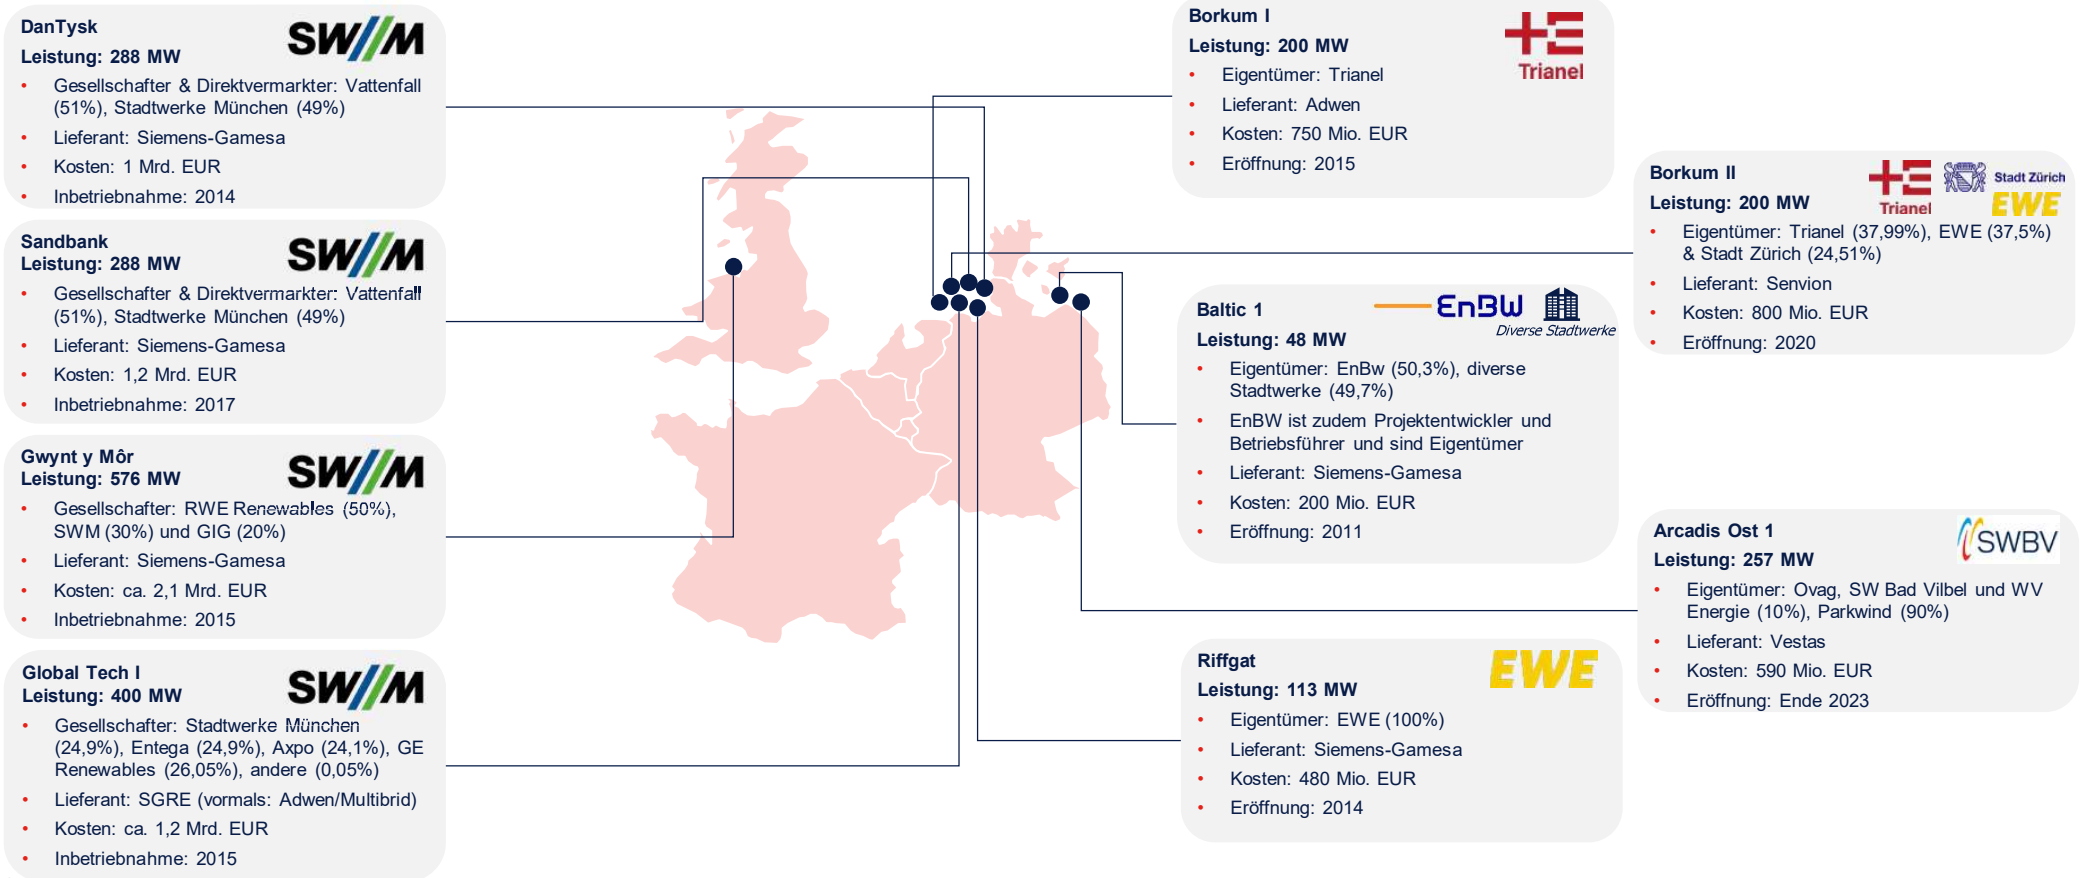 DanTysk
SW//M
Leistung: 288 MW
• Gesellschafter & Direktvermarkter: Vattenfall
(51%), Stadtwerke München (49%)
• Lieferant: Siemens-Gamesa
• Kosten: 1 Mrd. EUR
• Inbetriebnahme: 2014
Sandbank
SW//M
Leistung: 288 MW
• Gesellschafter & Direktvermarkter: Vattenfall
(51%), Stadtwerke München (49%)
• Lieferant: Siemens-Gamesa
• Kosten: 1,2 Mrd. EUR
• Inbetriebnahme: 2017
Gwynt y Môr
SW//M
Leistung: 576 MW
• Gesellschafter: RWE Renewables (50%),
SWM (30%) und GIG (20%)
• Lieferant: Siemens-Gamesa
• Kosten: ca. 2,1 Mrd. EUR
• Inbetriebnahme: 2015
Global Tech I
SW//M
Leistung: 400 MW
• Gesellschafter: Stadtwerke München
(24,9%), Entega (24,9%), Axpo (24,1%), GE
Renewables (26,05%), andere (0,05%)
• Lieferant: SGRE (vormals: Adwen/Multibrid)
• Kosten: ca. 1,2 Mrd. EUR
• Inbetriebnahme: 2015
Borkum I
Leistung: 200 MW
Trianel
• Eigentümer: Trianel
• Lieferant: Adwen
• Kosten: 750 Mio. EUR
• Eröffnung: 2015
Borkum II
Stadt Zürich
Leistung: 200 MW
Trianel
EWE
• Eigentümer: Trianel (37,99%), EWE (37,5%)
& Stadt Zürich (24,51%)
• Lieferant: Senvion
• Kosten: 800 Mio. EUR
• Eröffnung: 2020
Baltic 1
EnBW
Diverse Stadtwerke
Leistung: 48 MW
• Eigentümer: EnBw (50,3%), diverse
Stadtwerke (49,7%)
• EnBW ist zudem Projektentwickler und
Betriebsführer und sind Eigentümer
• Lieferant: Siemens-Gamesa
• Kosten: 200 Mio. EUR
• Eröffnung: 2011
Arcadis Ost 1
SWBV
Leistung: 257 MW
• Eigentümer: Ovag, SW Bad Vilbel und WV
Energie (10%), Parkwind (90%)
• Lieferant: Vestas
• Kosten: 590 Mio. EUR
• Eröffnung: Ende 2023
Riffgat
EWE
Leistung: 113 MW
• Eigentümer: EWE (100%)
• Lieferant: Siemens-Gamesa
• Kosten: 480 Mio. EUR
• Eröffnung: 2014